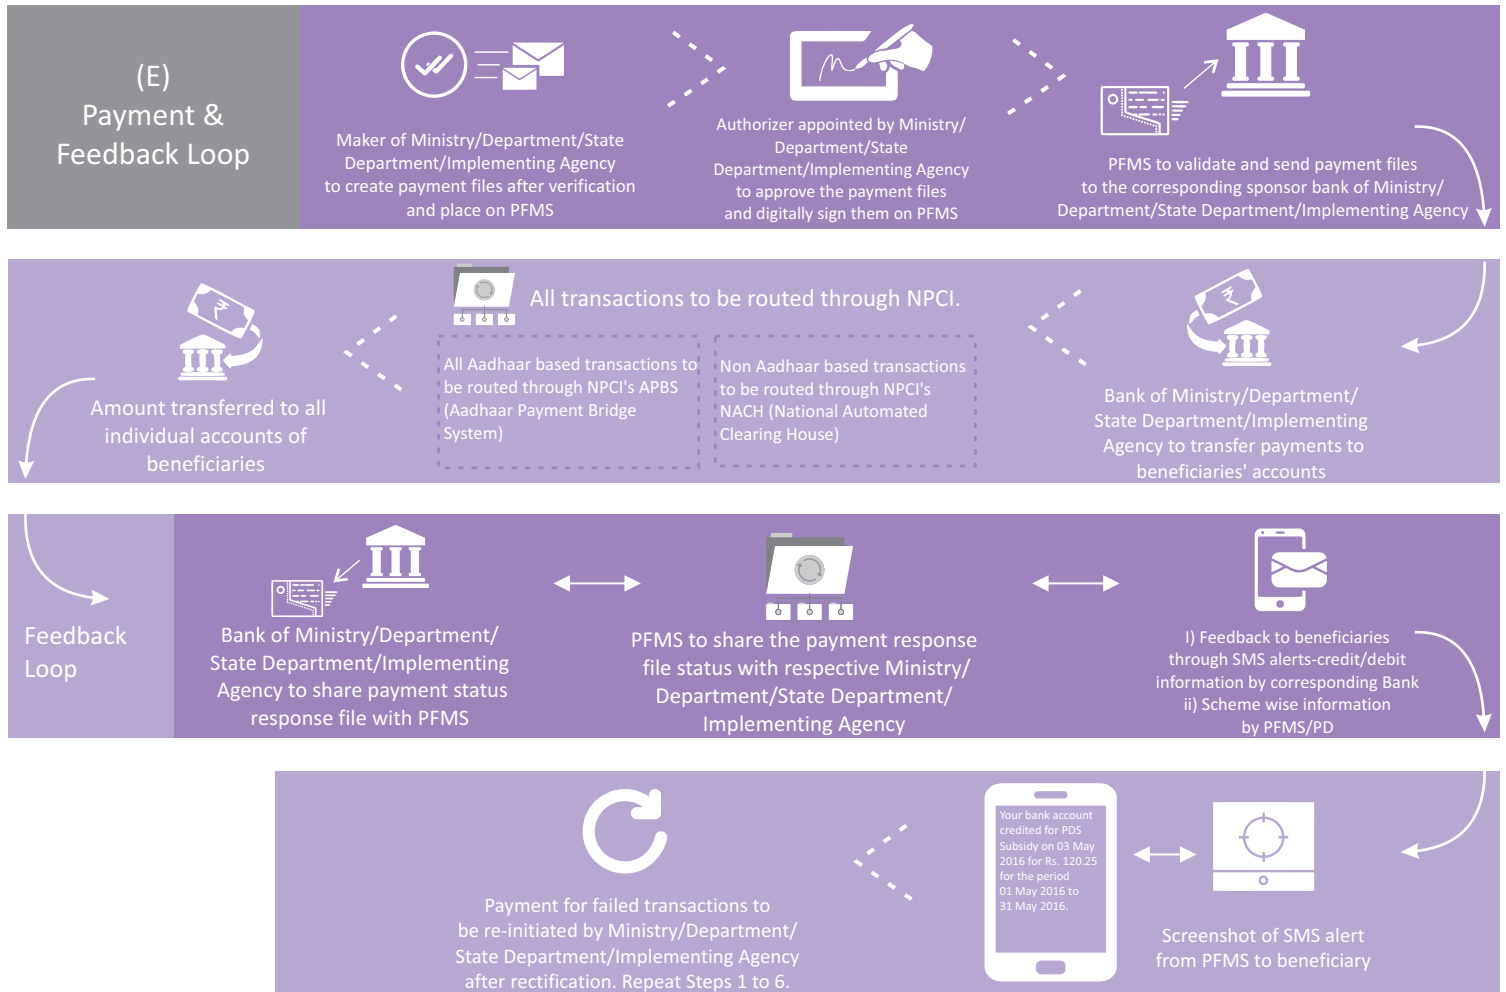 (E)
Payment &
Feedback Loop
Maker of Ministry/Department/State
Department/Implementing Agency
to create payment files after verification
and place on PFMS
Authorizer appointed by Ministry/
Department/State
Department/Implementing Agency
to approve the payment files
and digitally sign them on PFMS
PFMS to validate and send payment files
to the corresponding sponsor bank of Ministry/
Department/State Department/Implementing Agency
Bank of Ministry/Department/
State Department/Implementing
Agency to transfer payments to
beneficiaries' accounts
₹
All transactions to be routed through NPCI.
All Aadhaar based transactions to
be routed through NPCI's APBS
(Aadhaar Payment Bridge
System)
Non Aadhaar based transactions
to be routed through NPCI's
NACH (National Automated
Clearing House)
₹
Amount transferred to all
individual accounts of
beneficiaries
Feedback
Loop
Bank of Ministry/Department/
State Department/Implementing
Agency to share payment status
response file with PFMS
PFMS to share the payment response
file status with respective Ministry/
Department/State Department/
Implementing Agency
I) Feedback to beneficiaries
through SMS alerts-credit/debit
information by corresponding Bank
ii) Scheme wise information
by PFMS/PD
Screenshot of SMS alert
from PFMS to beneficiary
Your bank account
credited for PDS
Subsidy on 03 May
2016 for Rs. 120.25
for the period
01 May 2016 to
31 May 2016.
Payment for failed transactions to
be re-initiated by Ministry/Department/
State Department/Implementing Agency
after rectification. Repeat Steps 1 to 6.